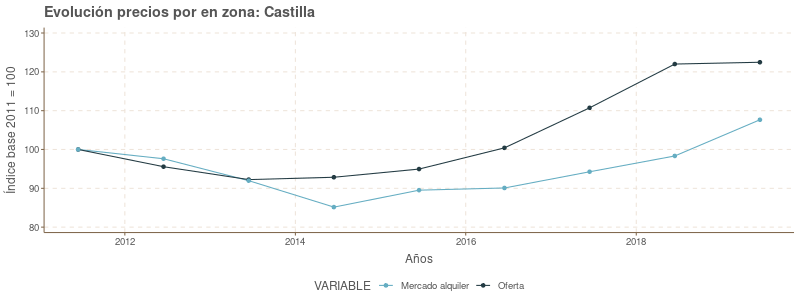 Evolución precios por en zona: Castilla
Índice base 2011 = 100
130
120
110
100
90
80
2012
2014
2016
2018
Años
VARIABLE
Mercado alquiler
Oferta